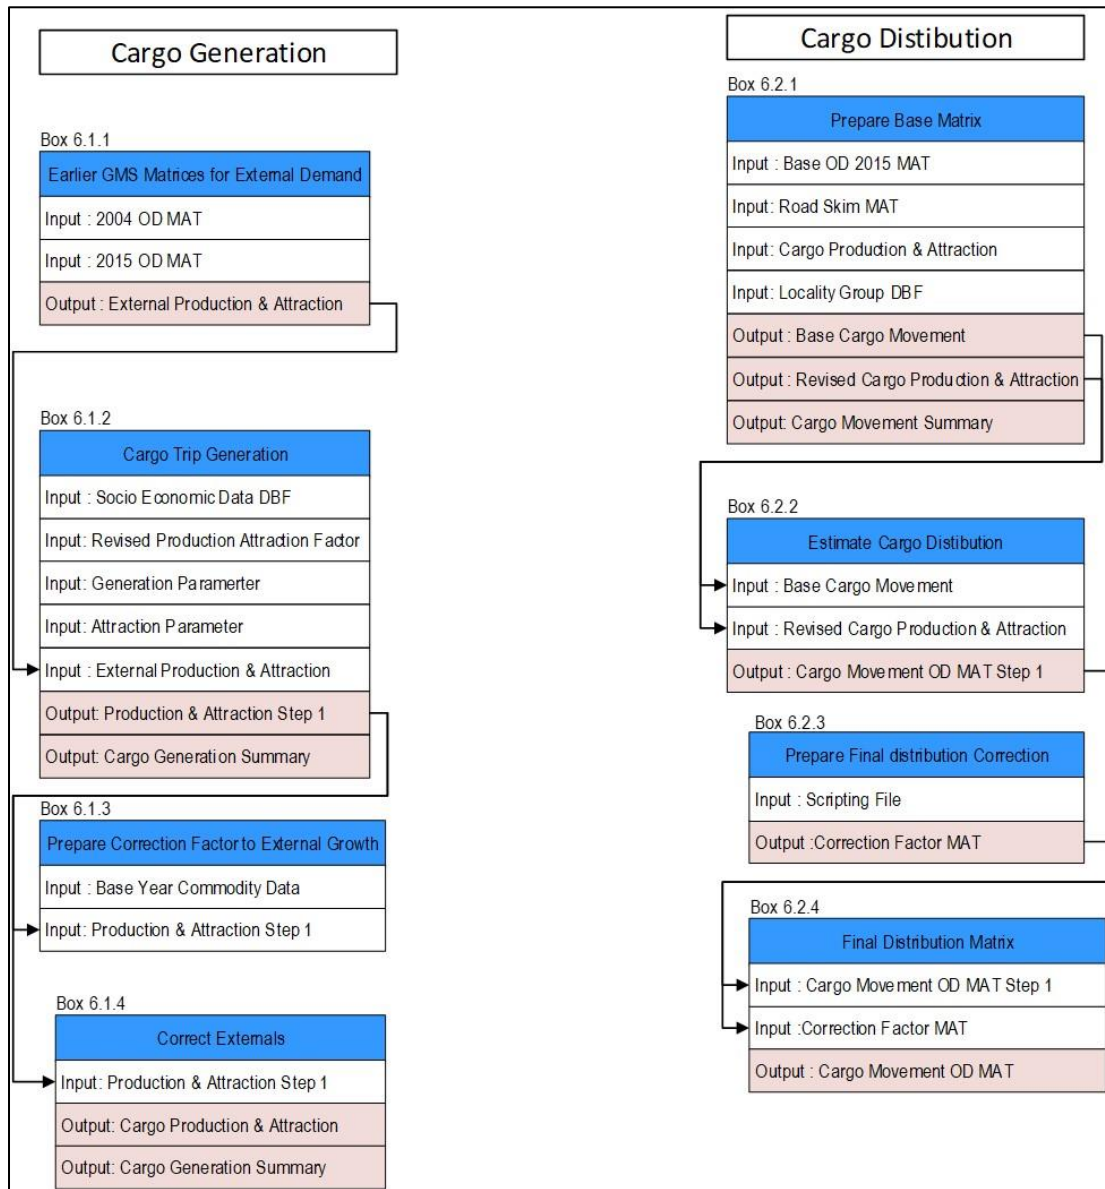 Cargo Generation
Box 6.1.1
Earlier GMS Matrices for External Demand
Input : 2004 OD MAT
Input : 2015 OD MAT
Output : External Production & Attraction
Box 6.1.2
Cargo Trip Generation
Input : Socio Economic Data DBF
Input: Revised Production Attraction Factor
Input: Generation Paramerter
Input: Attraction Parameter
Input : External Production & Attraction
Output: Production & Attraction Step 1
Output: Cargo Generation Summary
Box 6.1.3
Prepare Correction Factor to External Growth
Input : Base Year Commodity Data
Input: Production & Attraction Step 1
Box 6.1.4
Correct Externals
Input: Production & Attraction Step 1
Output: Cargo Production & Attraction
Output: Cargo Generation Summary
Cargo Distibution
Box 6.2.1
Prepare Base Matrix
Input : Base OD 2015 MAT
Input: Road Skim MAT
Input: Cargo Production & Attraction
Input: Locality Group DBF
Output : Base Cargo Movement
Output : Revised Cargo Production & Attraction
Output: Cargo Movement Summary
Box 6.2.2
Estimate Cargo Distibution
Input : Base Cargo Movement
Input : Revised Cargo Production & Attraction
Output : Cargo Movement OD MAT Step 1
Box 6.2.3
Prepare Final distribution Correction
Input : Scripting File
Output :Correction Factor MAT
Box 6.2.4
Final Distribution Matrix
Input : Cargo Movement OD MAT Step 1
Input :Correction Factor MAT
Output : Cargo Movement OD MAT